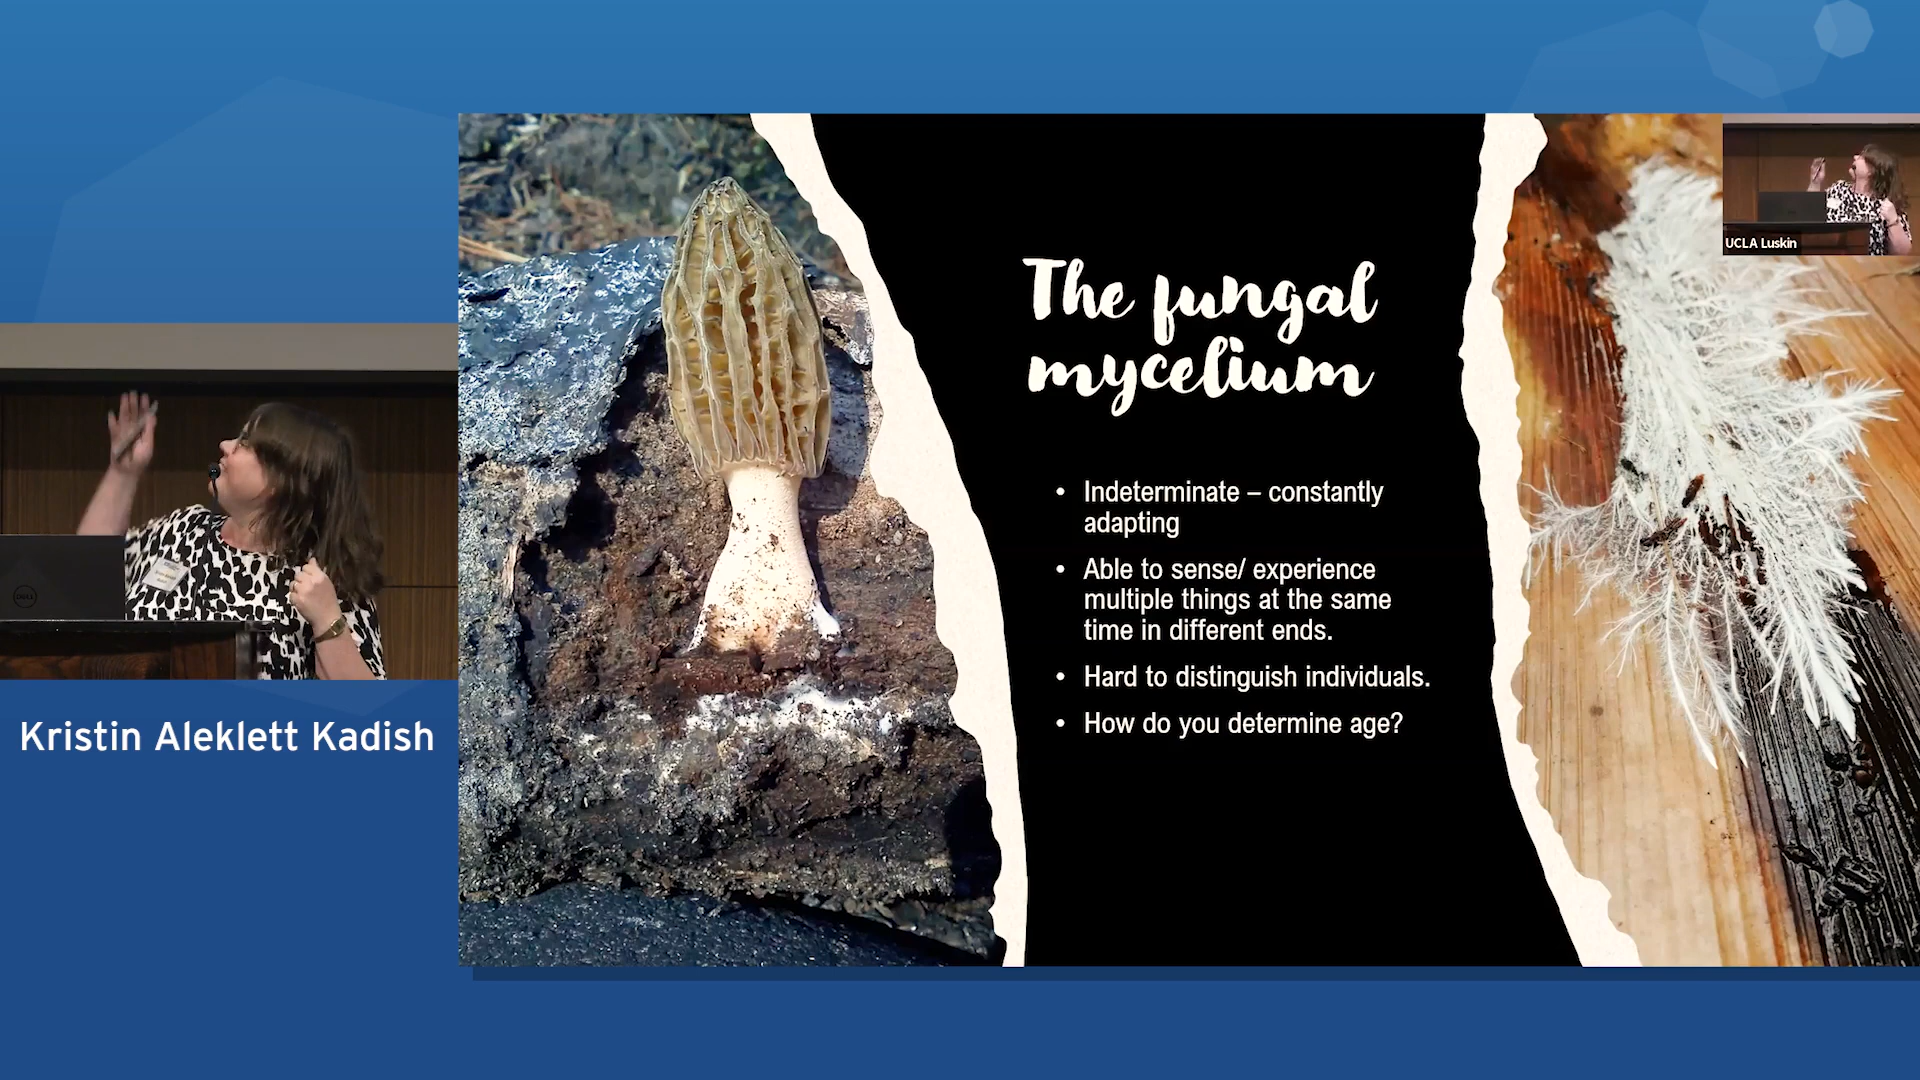 The fungal
mycelium
UCLA Luskin
• Indeterminate – constantly
adapting
• Able to sense/ experience
multiple things at the same
time in different ends.
• Hard to distinguish individuals.
• How do you determine age?
DELL
Kristin Aleklett Kadish